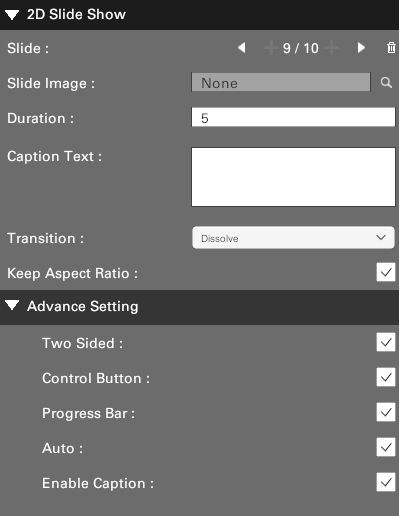 2D Slide Show
Slide : 9 / 10
Slide Image : None
Duration : 5
Caption Text :
Transition : Dissolve
Keep Aspect Ratio :
Advance Setting
Two Sided :
Control Button :
Progress Bar :
Auto :
Enable Caption :